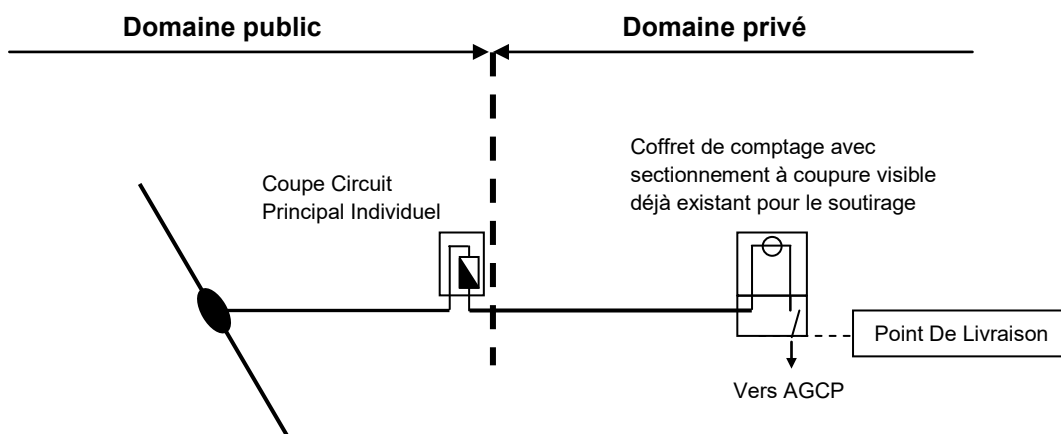 Domaine public
Domaine privé
Coffret de comptage avec
sectionnement à coupure visible
déjà existant pour le soutirage
Coupe Circuit
Principal Individuel
Point De Livraison
Vers AGCP